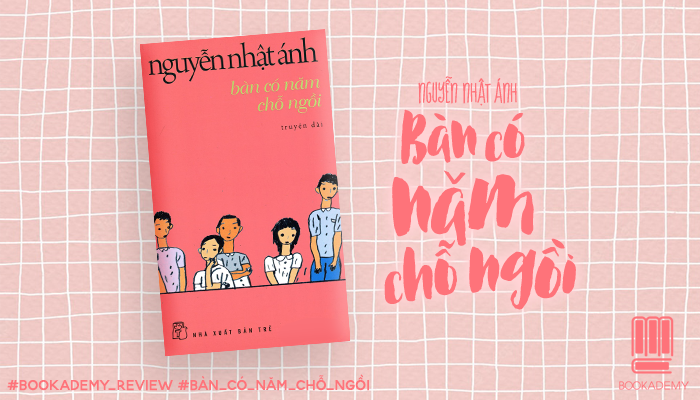 nguyễn nhật ánh
bàn có năm
chỗ ngồi
truyện dài
NHÀ XUẤT BẢN TRẺ
NGUYỄN NHẬT ÁNH
Bàn có
năm
chỗ ngồi
#BOOKADEMY_REVIEW #BÀN_CÓ_NĂM_CHỖ_NGỒI
BOOKADEMY